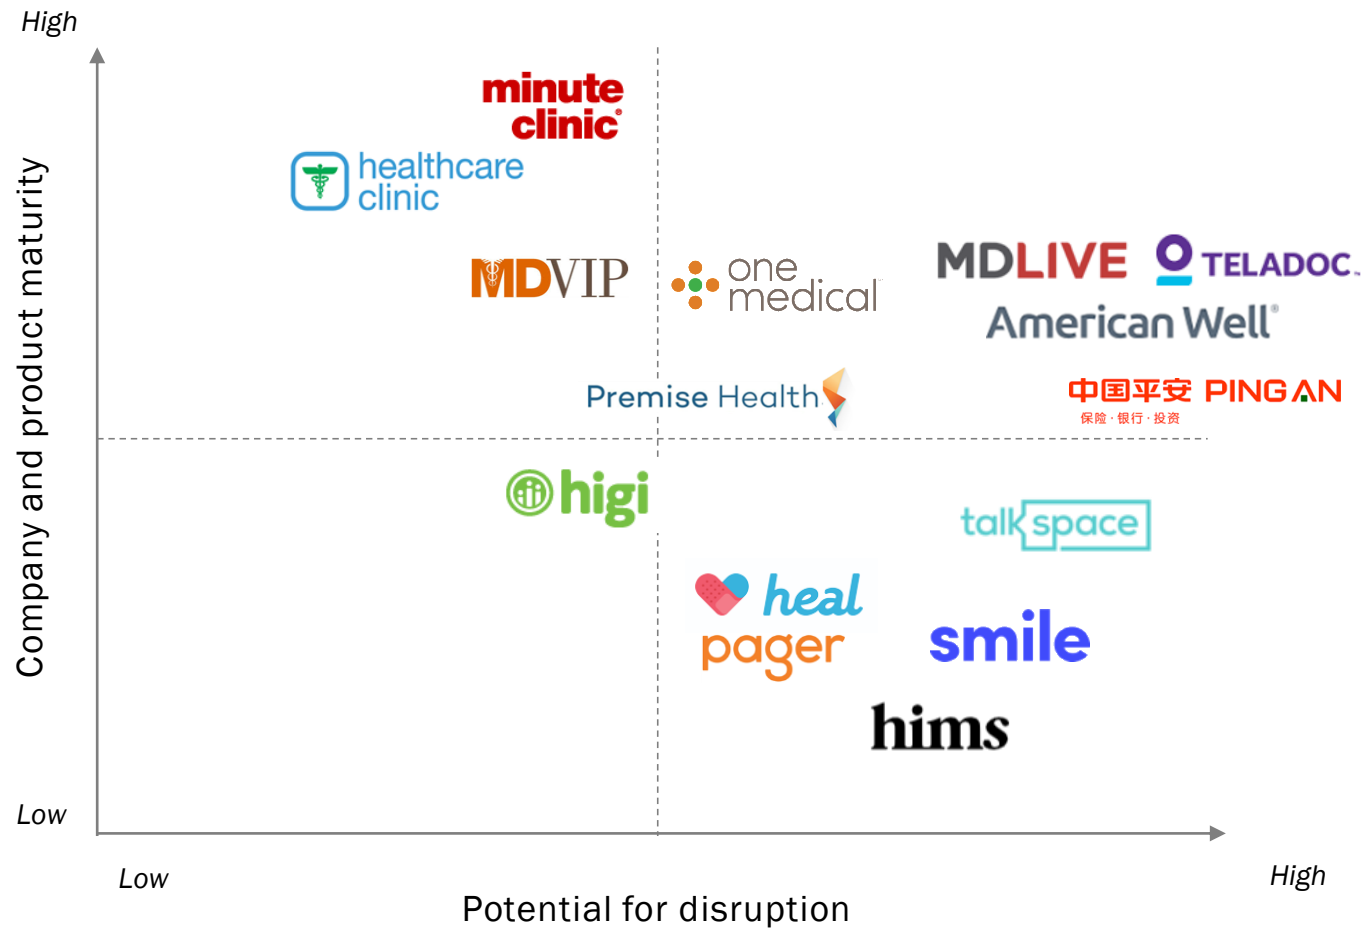 High
minute
clinic®
healthcare
clinic
MDVIP
one
medical
MDLIVE
TELADOC™
American Well®
Premise Health
中国平安 PING AN
保险·银行·投资
higi
talkspace
heal
pager
smile
hims
Company and product maturity
Low
Low
High
Potential for disruption